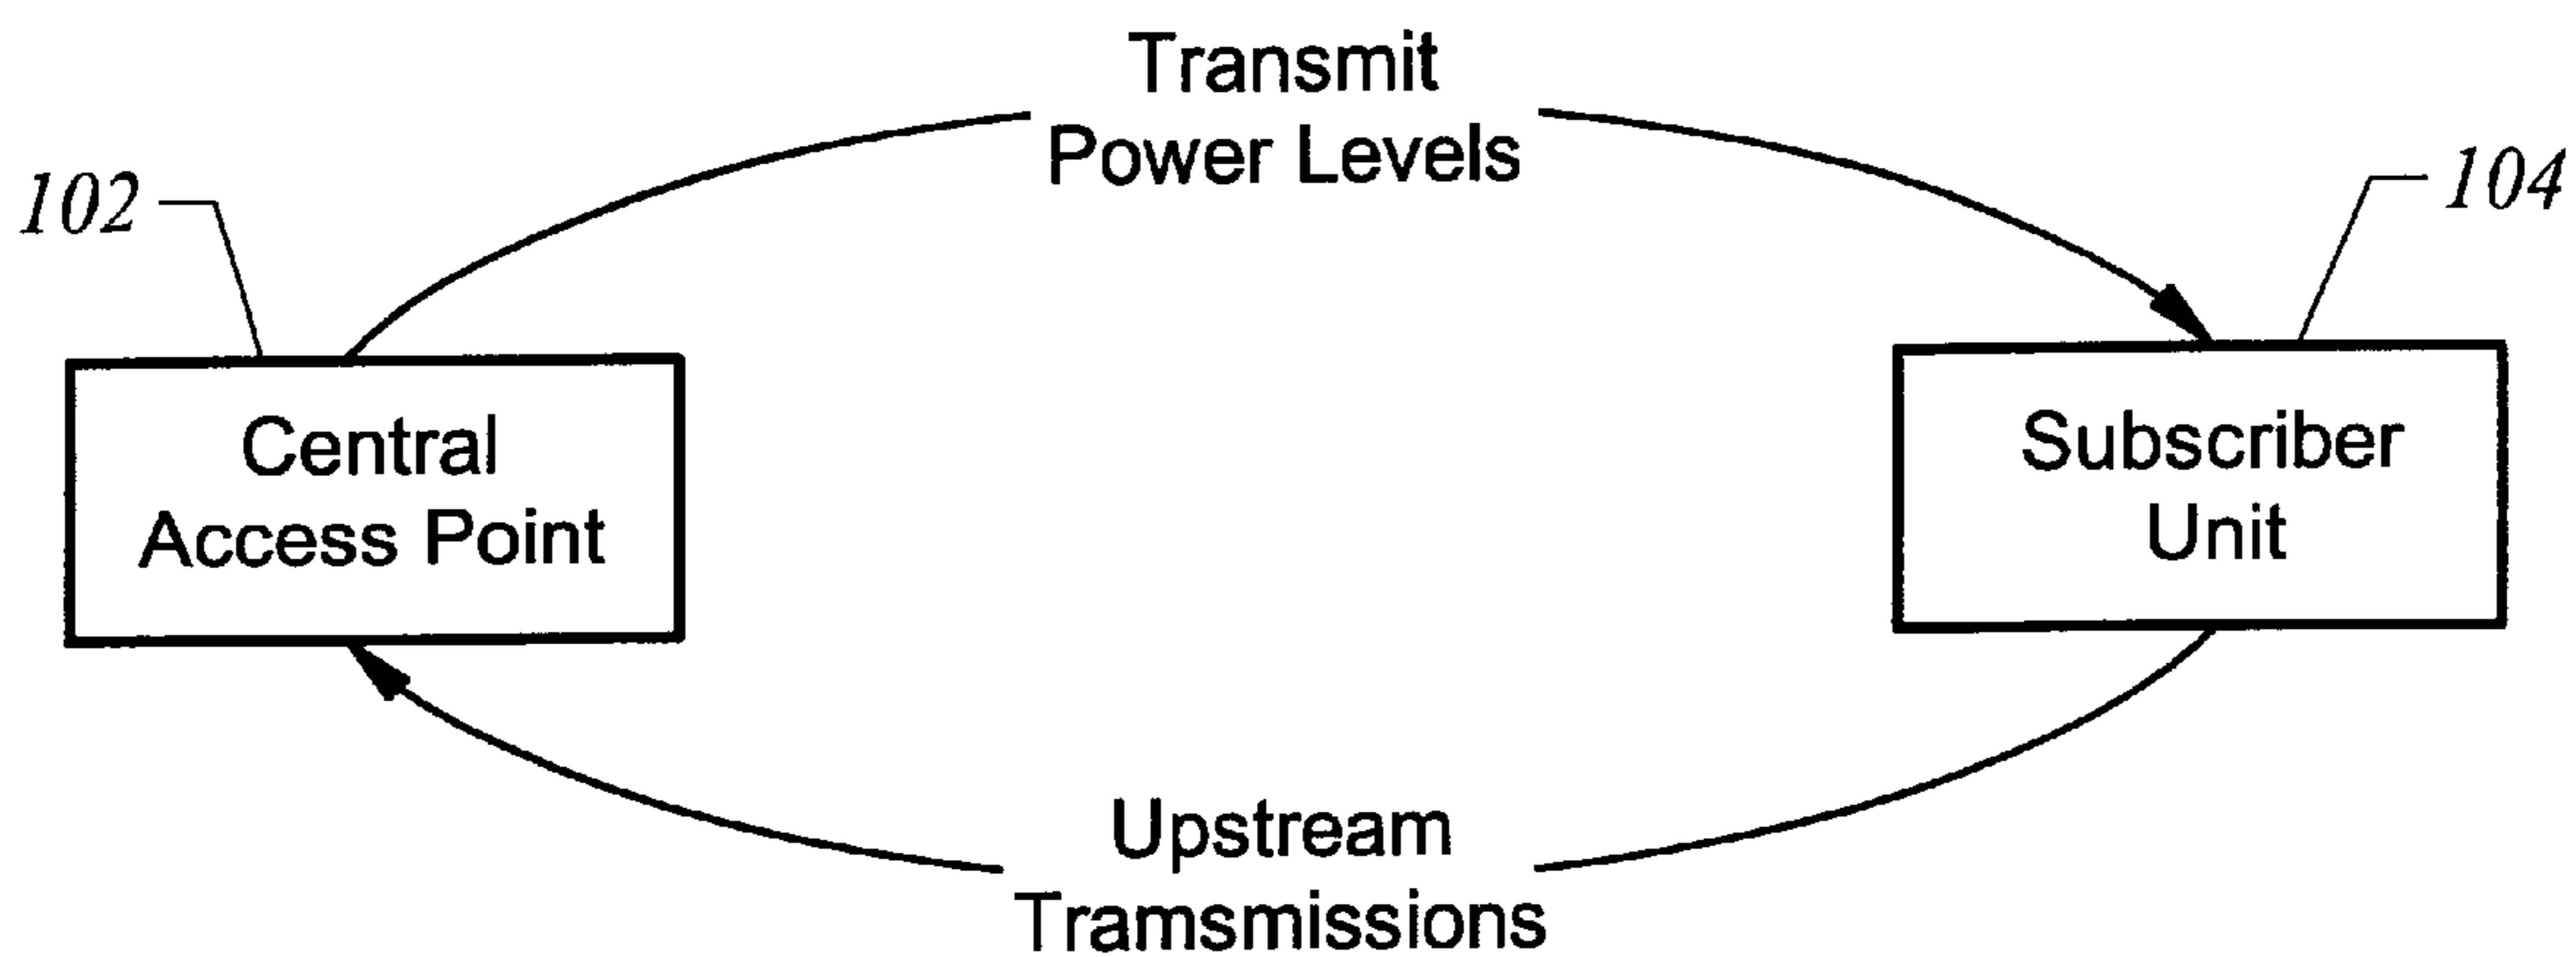 Transmit
Power Levels
102
104
Central
Access Point
Subscriber
Unit
Upstream
Tramsmissions